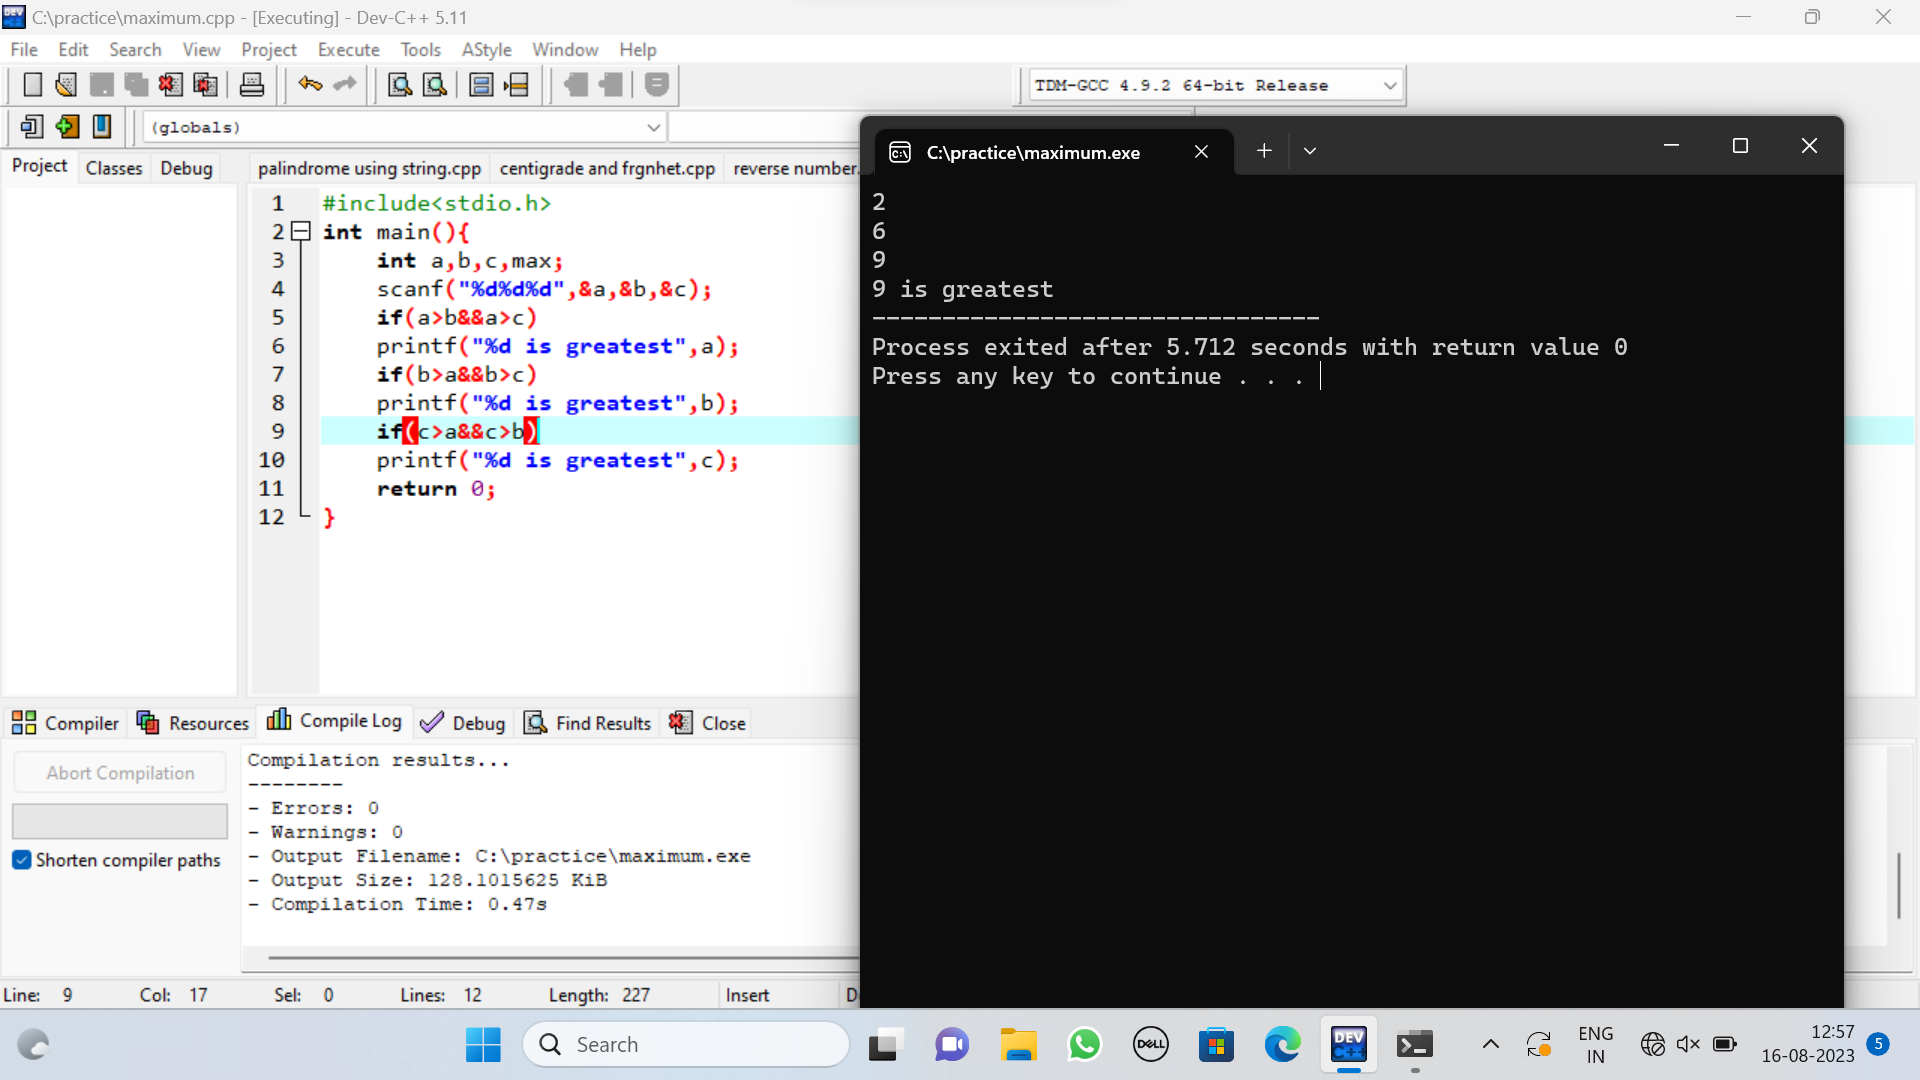 C:\practice\maximum.cpp - [Executing] - Dev-C++ 5.11
File Edit Search View Project Execute Tools AStyle Window Help
TDM-GCC 4.9.2 64-bit Release
(globals)
Project Classes Debug
palindrome using string.cpp centigrade and frgnhet.cpp reverse number.
1 #include<stdio.h>
2 int main(){
3 int a,b,c,max;
4 scanf("%d%d%d",&a,&b,&c);
5 if(a>b&&a>c)
6 printf("%d is greatest",a);
7 if(b>a&&b>c)
8 printf("%d is greatest",b);
9 if(c>a&&c>b)
10 printf("%d is greatest",c);
11 return 0;
12 }
C:\practice\maximum.exe
2
6
9
9 is greatest
--------------------------------
Process exited after 5.712 seconds with return value 0
Press any key to continue . . .
Compiler Resources Compile Log Debug Find Results Close
Abort Compilation
Shorten compiler paths
Compilation results...
--------
- Errors: 0
- Warnings: 0
- Output Filename: C:\practice\maximum.exe
- Output Size: 128.1015625 KiB
- Compilation Time: 0.47s
Line: 9 Col: 17 Sel: 0 Lines: 12 Length: 227 Insert
Search
DELL
DEV C++
ENG
IN
12:57
16-08-2023
5